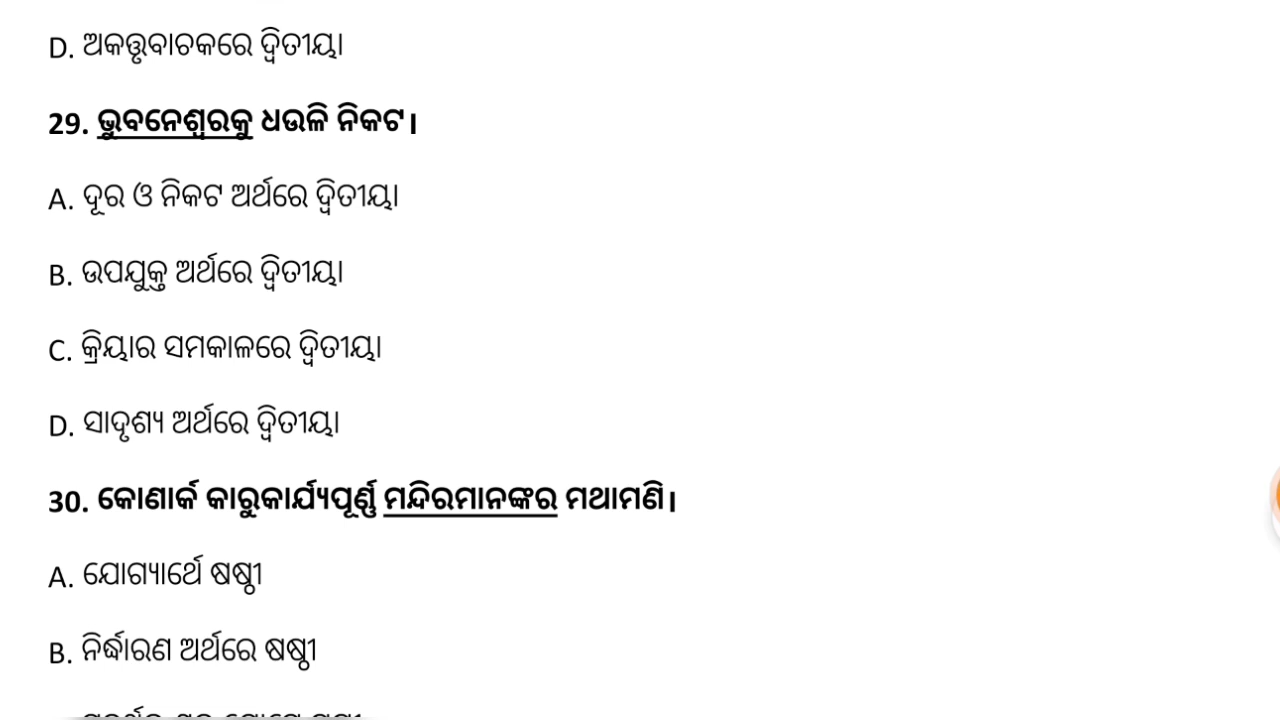 D. ଅକତ୍ତୃବାଚକରେ ଦ୍ୱିତୀୟା
29. ଭୁବନେଶ୍ୱରକୁ ଧଉଳି ନିକଟ।
A. ଦୂର ଓ ନିକଟ ଅର୍ଥରେ ଦ୍ୱିତୀୟା
B. ଉପଯୁକ୍ତ ଅର୍ଥରେ ଦ୍ୱିତୀୟା
C. କ୍ରିୟାର ସମକାଳରେ ଦ୍ୱିତୀୟା
D. ସାଦୃଶ୍ୟ ଅର୍ଥରେ ଦ୍ୱିତୀୟା
30. କୋଣାର୍କ କାରୁକାର୍ଯ୍ୟପୂର୍ଣ୍ଣ ମନ୍ଦିରମାନଙ୍କର ମଥାମଣି।
A. ଯୋଗ୍ୟାର୍ଥେ ଷଷ୍ଠୀ
B. ନିର୍ଦ୍ଧାରଣ ଅର୍ଥରେ ଷଷ୍ଠୀ